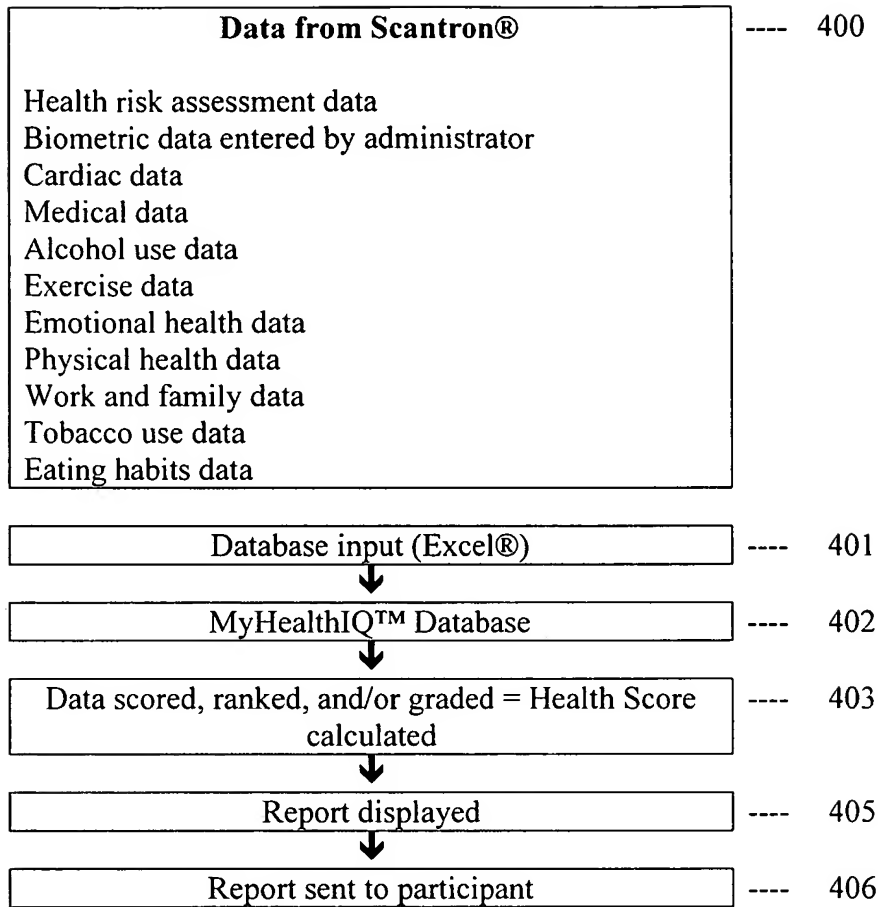 Data from Scantron® ---- 400
Health risk assessment data
Biometric data entered by administrator
Cardiac data
Medical data
Alcohol use data
Exercise data
Emotional health data
Physical health data
Work and family data
Tobacco use data
Eating habits data
Database input (Excel®) ---- 401
MyHealthIQ™ Database ---- 402
Data scored, ranked, and/or graded = Health Score ---- 403
calculated
Report displayed ---- 405
Report sent to participant ---- 406